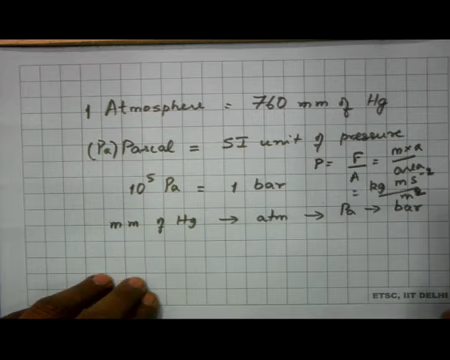 1 Atmosphere = 760 mm of Hg
(Pa) Pascal = SI unit of pressure
P = F/A = m×a/area
= kg ms⁻²/m²
10⁵ Pa = 1 bar
mm of Hg → atm → Pa → bar
ETSC, IIT DELHI